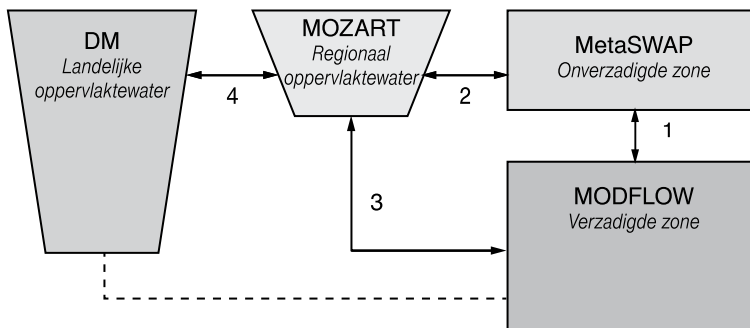 DM
Landelijke
oppervlaktewater
MOZART
Regionaal
oppervlaktewater
MetaSWAP
Onverzadigde zone
4
2
1
3
MODFLOW
Verzadigde zone